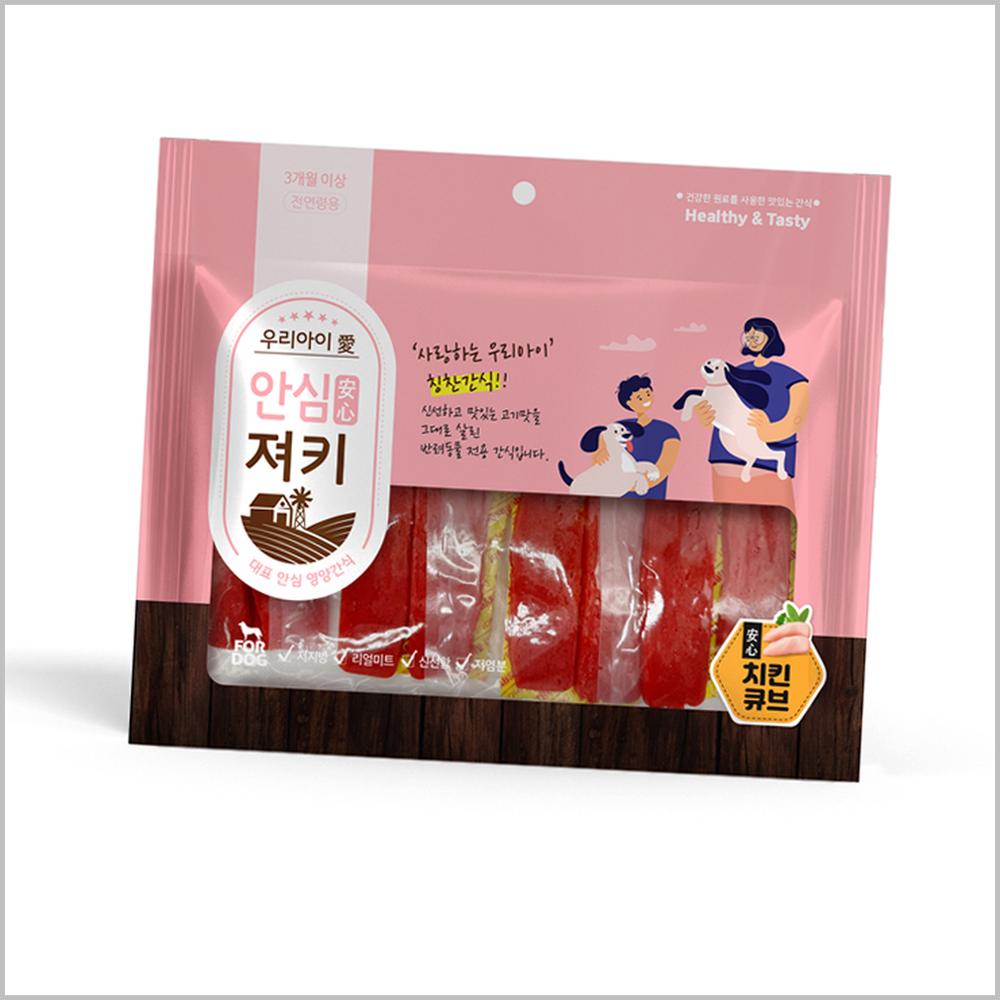 3개월 이상
전연령용
건강한 원료를 사용한 맛있는 간식
Healthy & Tasty
우리아이 愛
안심 安心
져키
대표 안심 영양간식
'사랑하는 우리아이'
칭찬간식!!
신선하고 맛있는 고기맛을
그대로 살린
반려동물 전용 간식입니다.
FOR
DOG
저지방 리얼미트 신선함 저염분
安心
치킨
큐브